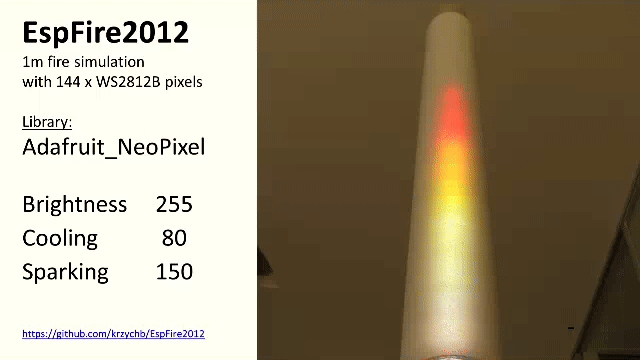 EspFire2012
1m fire simulation
with 144 x WS2812B pixels
Library:
Adafruit_NeoPixel
Brightness 255
Cooling 80
Sparking 150
https://github.com/krzychb/EspFire2012